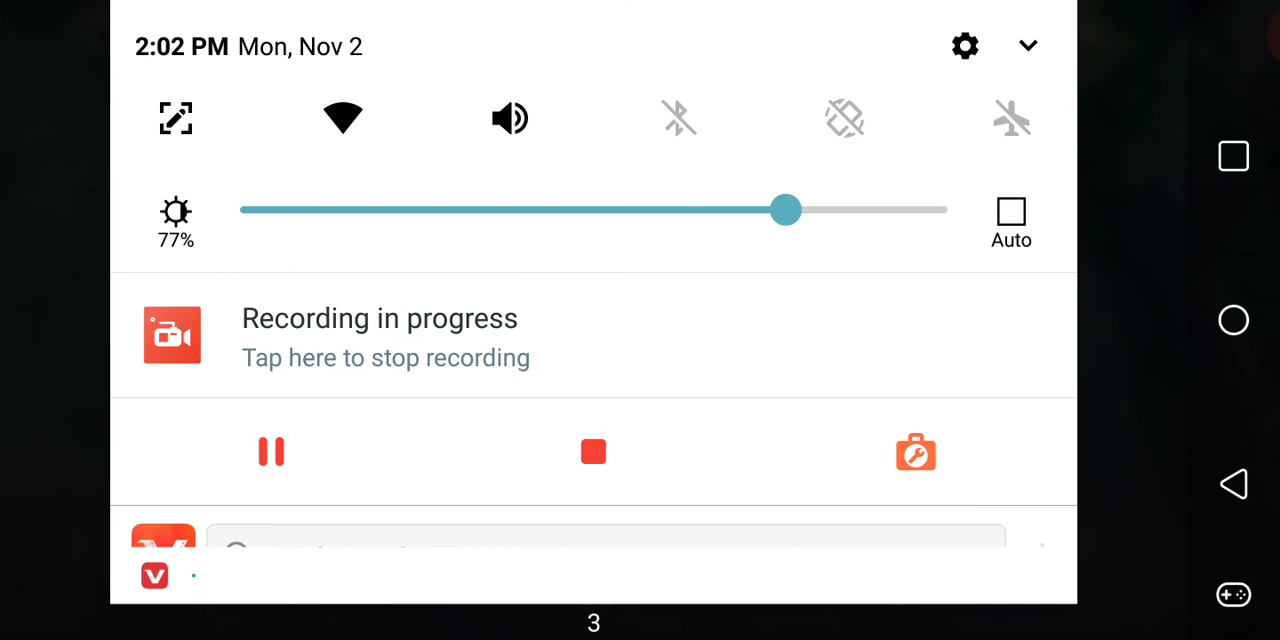 2:02 PM Mon, Nov 2
77%
Auto
Recording in progress
Tap here to stop recording
3